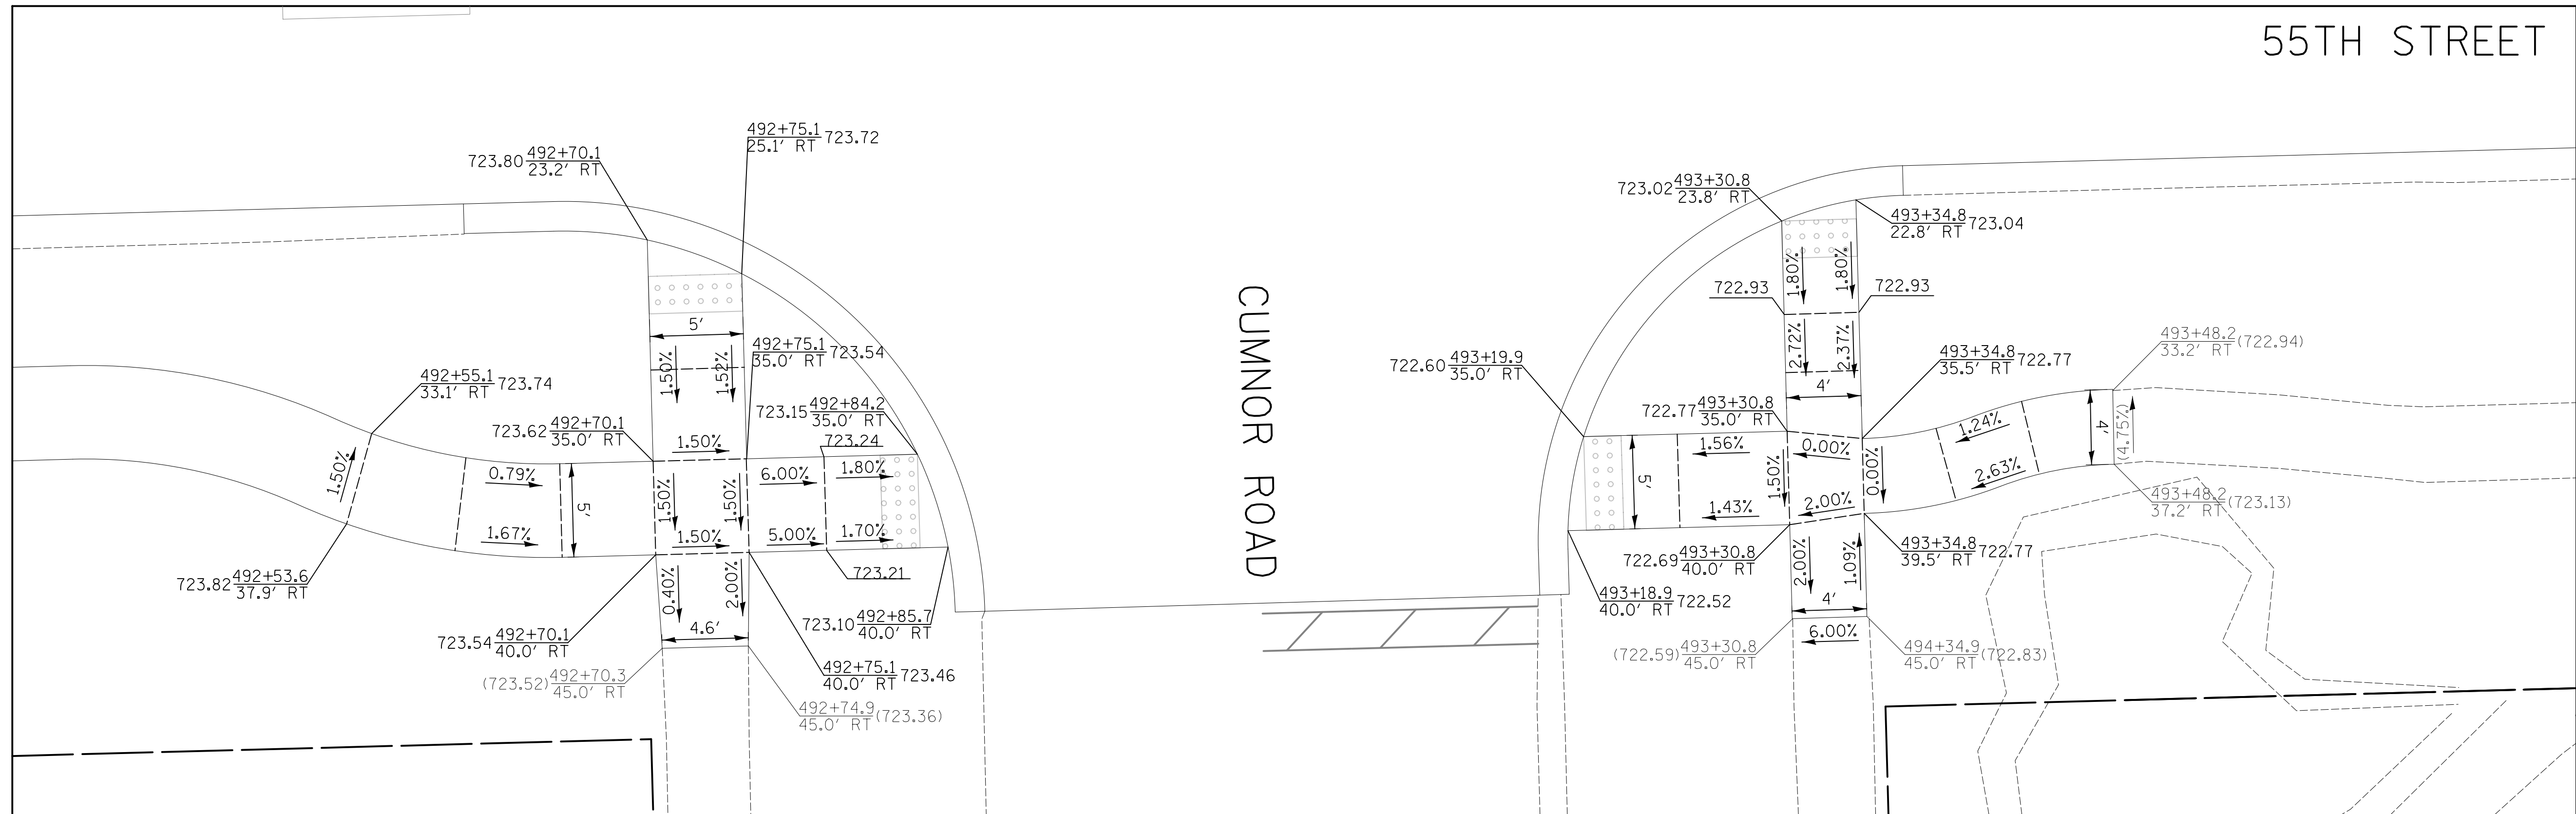 55TH STREET
CUMNOR ROAD
723.80 492+70.1
23.2' RT
492+75.1 723.72
25.1' RT
5'
1.50%
1.52%
492+75.1 723.54
35.0' RT
492+55.1 723.74
33.1' RT
723.15 492+84.2
35.0' RT
723.62 492+70.1
35.0' RT
1.50%
723.24
1.50%
0.79%
6.00%
1.80%
5'
1.50%
1.50%
1.67%
1.50%
5.00%
1.70%
723.82 492+53.6
37.9' RT
723.21
0.40%
2.00%
4.6'
723.10 492+85.7
40.0' RT
723.54 492+70.1
40.0' RT
492+75.1 723.46
40.0' RT
(723.52) 492+70.3
45.0' RT
492+74.9 (723.36)
45.0' RT
723.02 493+30.8
23.8' RT
493+34.8 723.04
22.8' RT
1.80%
1.80%
722.93
722.93
2.72%
2.37%
4'
722.60 493+19.9
35.0' RT
493+34.8 722.77
35.5' RT
493+48.2 (722.94)
33.2' RT
722.77 493+30.8
35.0' RT
1.56%
0.00%
1.24%
4'
(4.75%)
5'
1.50%
0.00%
2.63%
1.43%
2.00%
493+48.2 (723.13)
37.2' RT
722.69 493+30.8
40.0' RT
493+34.8 722.77
39.5' RT
2.00%
1.09%
493+18.9 722.52
40.0' RT
4'
6.00%
(722.59) 493+30.8
45.0' RT
494+34.9 (722.83)
45.0' RT